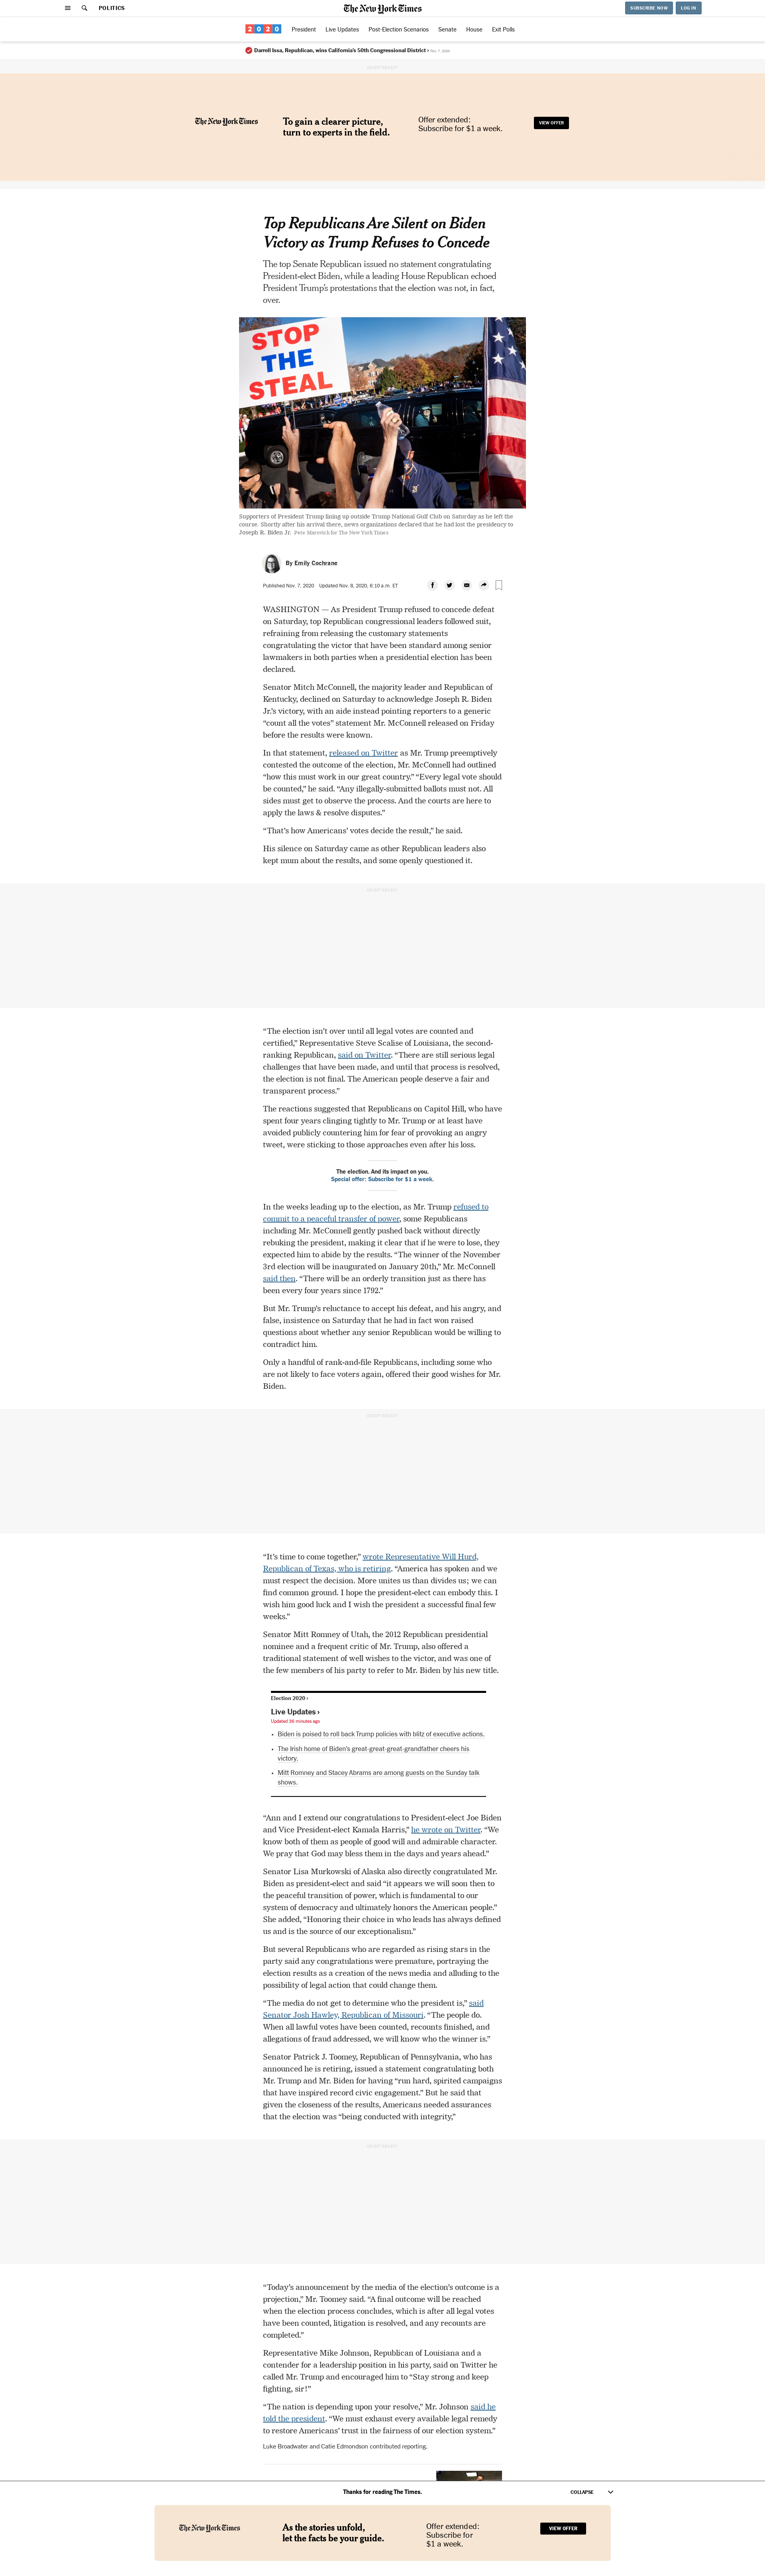 POLITICS
The New York Times
SUBSCRIBE NOW
LOG IN
2020
President
Live Updates
Post-Election Scenarios
Senate
House
Exit Polls
Darrell Issa, Republican, wins California's 50th Congressional District ›
ADVERTISEMENT
The New York Times
To gain a clearer picture,
turn to experts in the field.
Offer extended:
Subscribe for $1 a week.
VIEW OFFER
Top Republicans Are Silent on Biden
Victory as Trump Refuses to Concede
The top Senate Republican issued no statement congratulating
President-elect Biden, while a leading House Republican echoed
President Trump's protestations that the election was not, in fact,
over.
STOP
THE
STEAL
Supporters of President Trump lining up outside Trump National Golf Club on Saturday as he left the
course. Shortly after his arrival there, news organizations declared that he had lost the presidency to
Joseph R. Biden Jr. Pete Marovich for The New York Times
By Emily Cochrane
Published Nov. 7, 2020 Updated Nov. 8, 2020, 6:10 a.m. ET
WASHINGTON — As President Trump refused to concede defeat
on Saturday, top Republican congressional leaders followed suit,
refraining from releasing the customary statements
congratulating the victor that have been standard among senior
lawmakers in both parties when a presidential election has been
declared.
Senator Mitch McConnell, the majority leader and Republican of
Kentucky, declined on Saturday to acknowledge Joseph R. Biden
Jr.'s victory, with an aide instead pointing reporters to a generic
“count all the votes” statement Mr. McConnell released on Friday
before the results were known.
In that statement, released on Twitter as Mr. Trump preemptively
contested the outcome of the election, Mr. McConnell had outlined
“how this must work in our great country.” “Every legal vote should
be counted,” he said. “Any illegally-submitted ballots must not. All
sides must get to observe the process. And the courts are here to
apply the laws & resolve disputes.”
“That's how Americans' votes decide the result,” he said.
His silence on Saturday came as other Republican leaders also
kept mum about the results, and some openly questioned it.
ADVERTISEMENT
“The election isn't over until all legal votes are counted and
certified,” Representative Steve Scalise of Louisiana, the second-
ranking Republican, said on Twitter. “There are still serious legal
challenges that have been made, and until that process is resolved,
the election is not final. The American people deserve a fair and
transparent process.”
The reactions suggested that Republicans on Capitol Hill, who have
spent four years clinging tightly to Mr. Trump or at least have
avoided publicly countering him for fear of provoking an angry
tweet, were sticking to those approaches even after his loss.
The election. And its impact on you.
Special offer: Subscribe for $1 a week.
In the weeks leading up to the election, as Mr. Trump refused to
commit to a peaceful transfer of power, some Republicans
including Mr. McConnell gently pushed back without directly
rebuking the president, making it clear that if he were to lose, they
expected him to abide by the results. “The winner of the November
3rd election will be inaugurated on January 20th,” Mr. McConnell
said then. “There will be an orderly transition just as there has
been every four years since 1792.”
But Mr. Trump's reluctance to accept his defeat, and his angry, and
false, insistence on Saturday that he had in fact won raised
questions about whether any senior Republican would be willing to
contradict him.
Only a handful of rank-and-file Republicans, including some who
are not likely to face voters again, offered their good wishes for Mr.
Biden.
ADVERTISEMENT
“It's time to come together,” wrote Representative Will Hurd,
Republican of Texas, who is retiring. “America has spoken and we
must respect the decision. More unites us than divides us; we can
find common ground. I hope the president-elect can embody this. I
wish him good luck and I wish the president a successful final few
weeks.”
Senator Mitt Romney of Utah, the 2012 Republican presidential
nominee and a frequent critic of Mr. Trump, also offered a
traditional statement of well wishes to the victor, and was one of
the few members of his party to refer to Mr. Biden by his new title.
Election 2020 ›
Live Updates ›
Updated 36 minutes ago
• Biden is poised to roll back Trump policies with blitz of executive actions.
• The Irish home of Biden's great-great-great-grandfather cheers his
victory.
• Mitt Romney and Stacey Abrams are among guests on the Sunday talk
shows.
“Ann and I extend our congratulations to President-elect Joe Biden
and Vice President-elect Kamala Harris,” he wrote on Twitter. “We
know both of them as people of good will and admirable character.
We pray that God may bless them in the days and years ahead.”
Senator Lisa Murkowski of Alaska also directly congratulated Mr.
Biden as president-elect and said “it appears we will soon then to
the peaceful transition of power, which is fundamental to our
system of democracy and ultimately honors the American people.”
She added, “Honoring their choice in who leads has always defined
us and is the source of our exceptionalism.”
But several Republicans who are regarded as rising stars in the
party said any congratulations were premature, portraying the
election results as a creation of the news media and alluding to the
possibility of legal action that could change them.
“The media do not get to determine who the president is,” said
Senator Josh Hawley, Republican of Missouri. “The people do.
When all lawful votes have been counted, recounts finished, and
allegations of fraud addressed, we will know who the winner is.”
Senator Patrick J. Toomey, Republican of Pennsylvania, who has
announced he is retiring, issued a statement congratulating both
Mr. Trump and Mr. Biden for having “run hard, spirited campaigns
that have inspired record civic engagement.” But he said that
given the closeness of the results, Americans needed assurances
that the election was “being conducted with integrity,”
ADVERTISEMENT
“Today's announcement by the media of the election's outcome is a
projection,” Mr. Toomey said. “A final outcome will be reached
when the election process concludes, which is after all legal votes
have been counted, litigation is resolved, and any recounts are
completed.”
Representative Mike Johnson, Republican of Louisiana and a
contender for a leadership position in his party, said on Twitter he
called Mr. Trump and encouraged him to “Stay strong and keep
fighting, sir!”
“The nation is depending upon your resolve,” Mr. Johnson said he
told the president. “We must exhaust every available legal remedy
to restore Americans' trust in the fairness of our election system.”
Luke Broadwater and Catie Edmondson contributed reporting.
Thanks for reading The Times.
COLLAPSE
The New York Times
As the stories unfold,
let the facts be your guide.
Offer extended:
Subscribe for
$1 a week.
VIEW OFFER